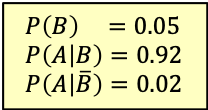 P(B) = 0.05
P(A|B) = 0.92
P(A|B̄) = 0.02